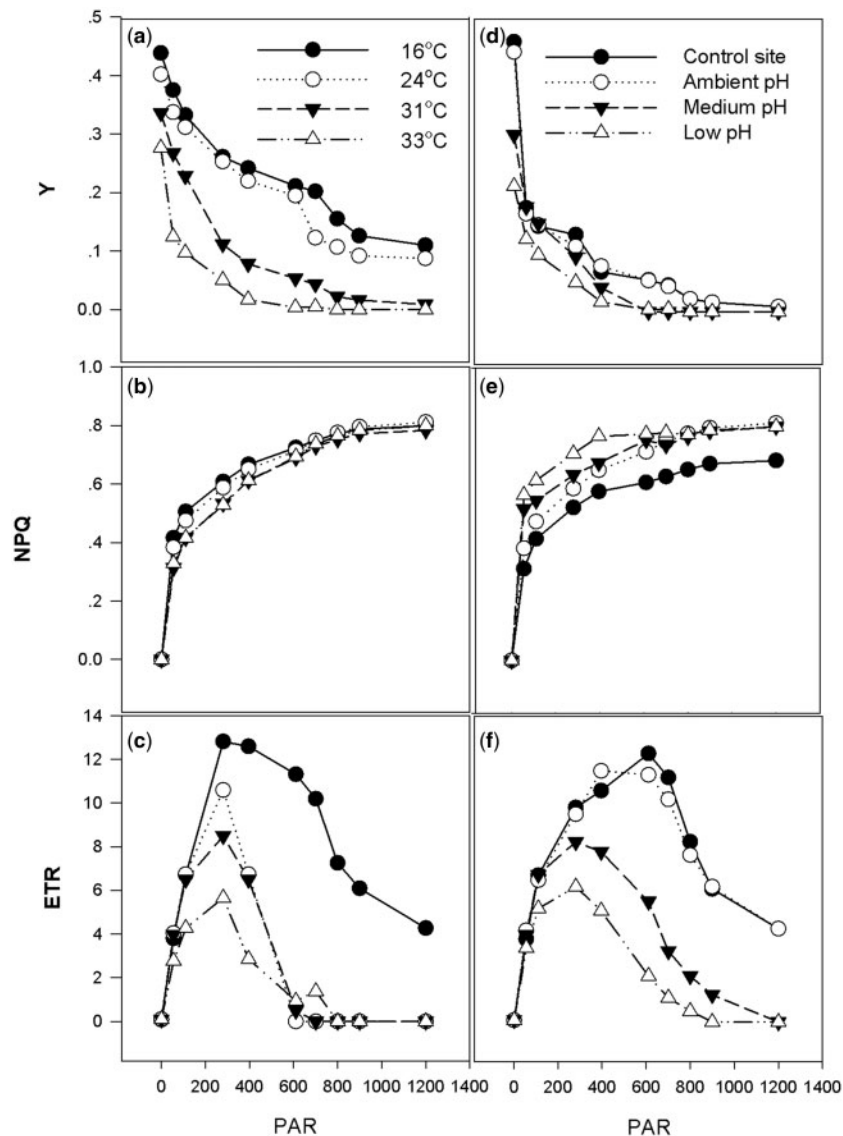 (a)
16°C
24°C
31°C
33°C
Y
.5
.4
.3
.2
.1
0.0
(d)
Control site
Ambient pH
Medium pH
Low pH
(b)
NPQ
1.0
.8
.6
.4
.2
0.0
(e)
(c)
ETR
14
12
10
8
6
4
2
0
(f)
0 200 400 600 800 1000 1200 1400
0 200 400 600 800 1000 1200 1400
PAR
PAR